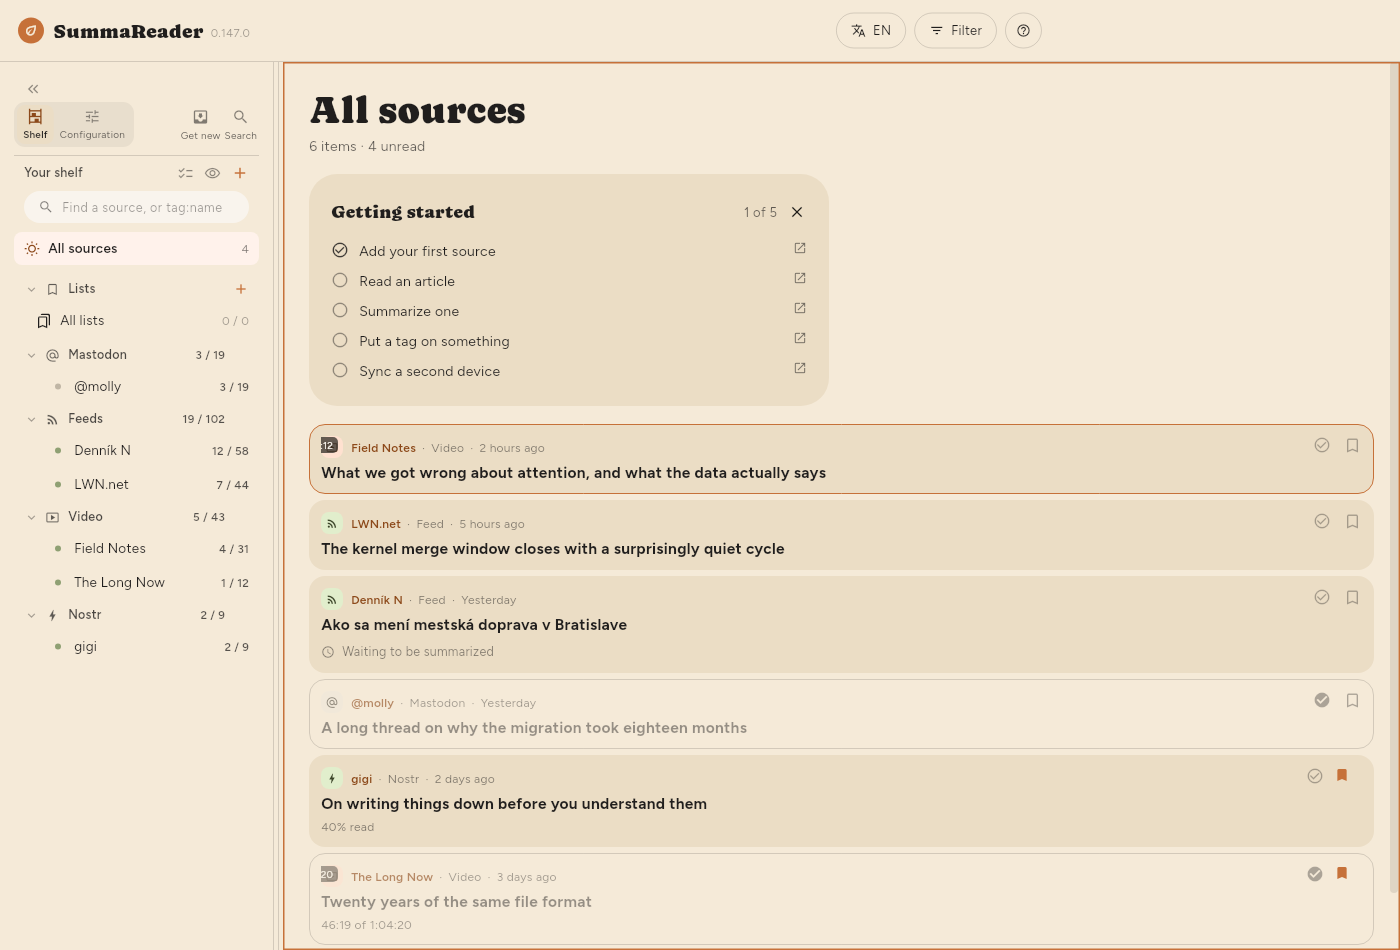 SummaReader 0.147.0
EN
Filter
Shelf
Configuration
Get new
Search
Your shelf
Find a source, or tag:name
All sources 4
Lists
All lists 0 / 0
Mastodon 3 / 19
@molly 3 / 19
Feeds 19 / 102
Denník N 12 / 58
LWN.net 7 / 44
Video 5 / 43
Field Notes 4 / 31
The Long Now 1 / 12
Nostr 2 / 9
gigi 2 / 9
All sources
6 items · 4 unread
Getting started 1 of 5
Add your first source
Read an article
Summarize one
Put a tag on something
Sync a second device
:12 Field Notes · Video · 2 hours ago
What we got wrong about attention, and what the data actually says
LWN.net · Feed · 5 hours ago
The kernel merge window closes with a surprisingly quiet cycle
Denník N · Feed · Yesterday
Ako sa mení mestská doprava v Bratislave
Waiting to be summarized
@molly · Mastodon · Yesterday
A long thread on why the migration took eighteen months
gigi · Nostr · 2 days ago
On writing things down before you understand them
40% read
20 The Long Now · Video · 3 days ago
Twenty years of the same file format
46:19 of 1:04:20